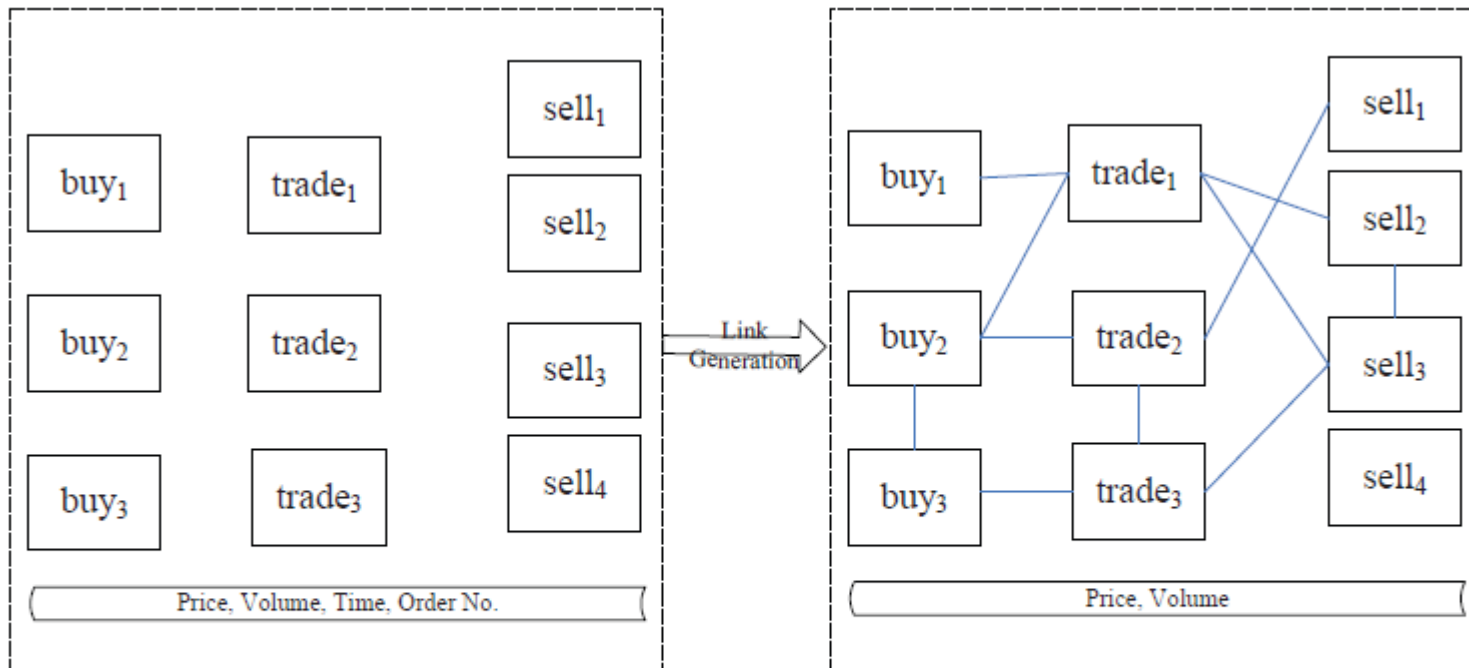 buy₁
trade₁
sell₁
sell₂
buy₂
trade₂
sell₃
buy₃
trade₃
sell₄
Price, Volume, Time, Order No.
Link
Generation
buy₁
trade₁
sell₁
sell₂
buy₂
trade₂
sell₃
buy₃
trade₃
sell₄
Price, Volume